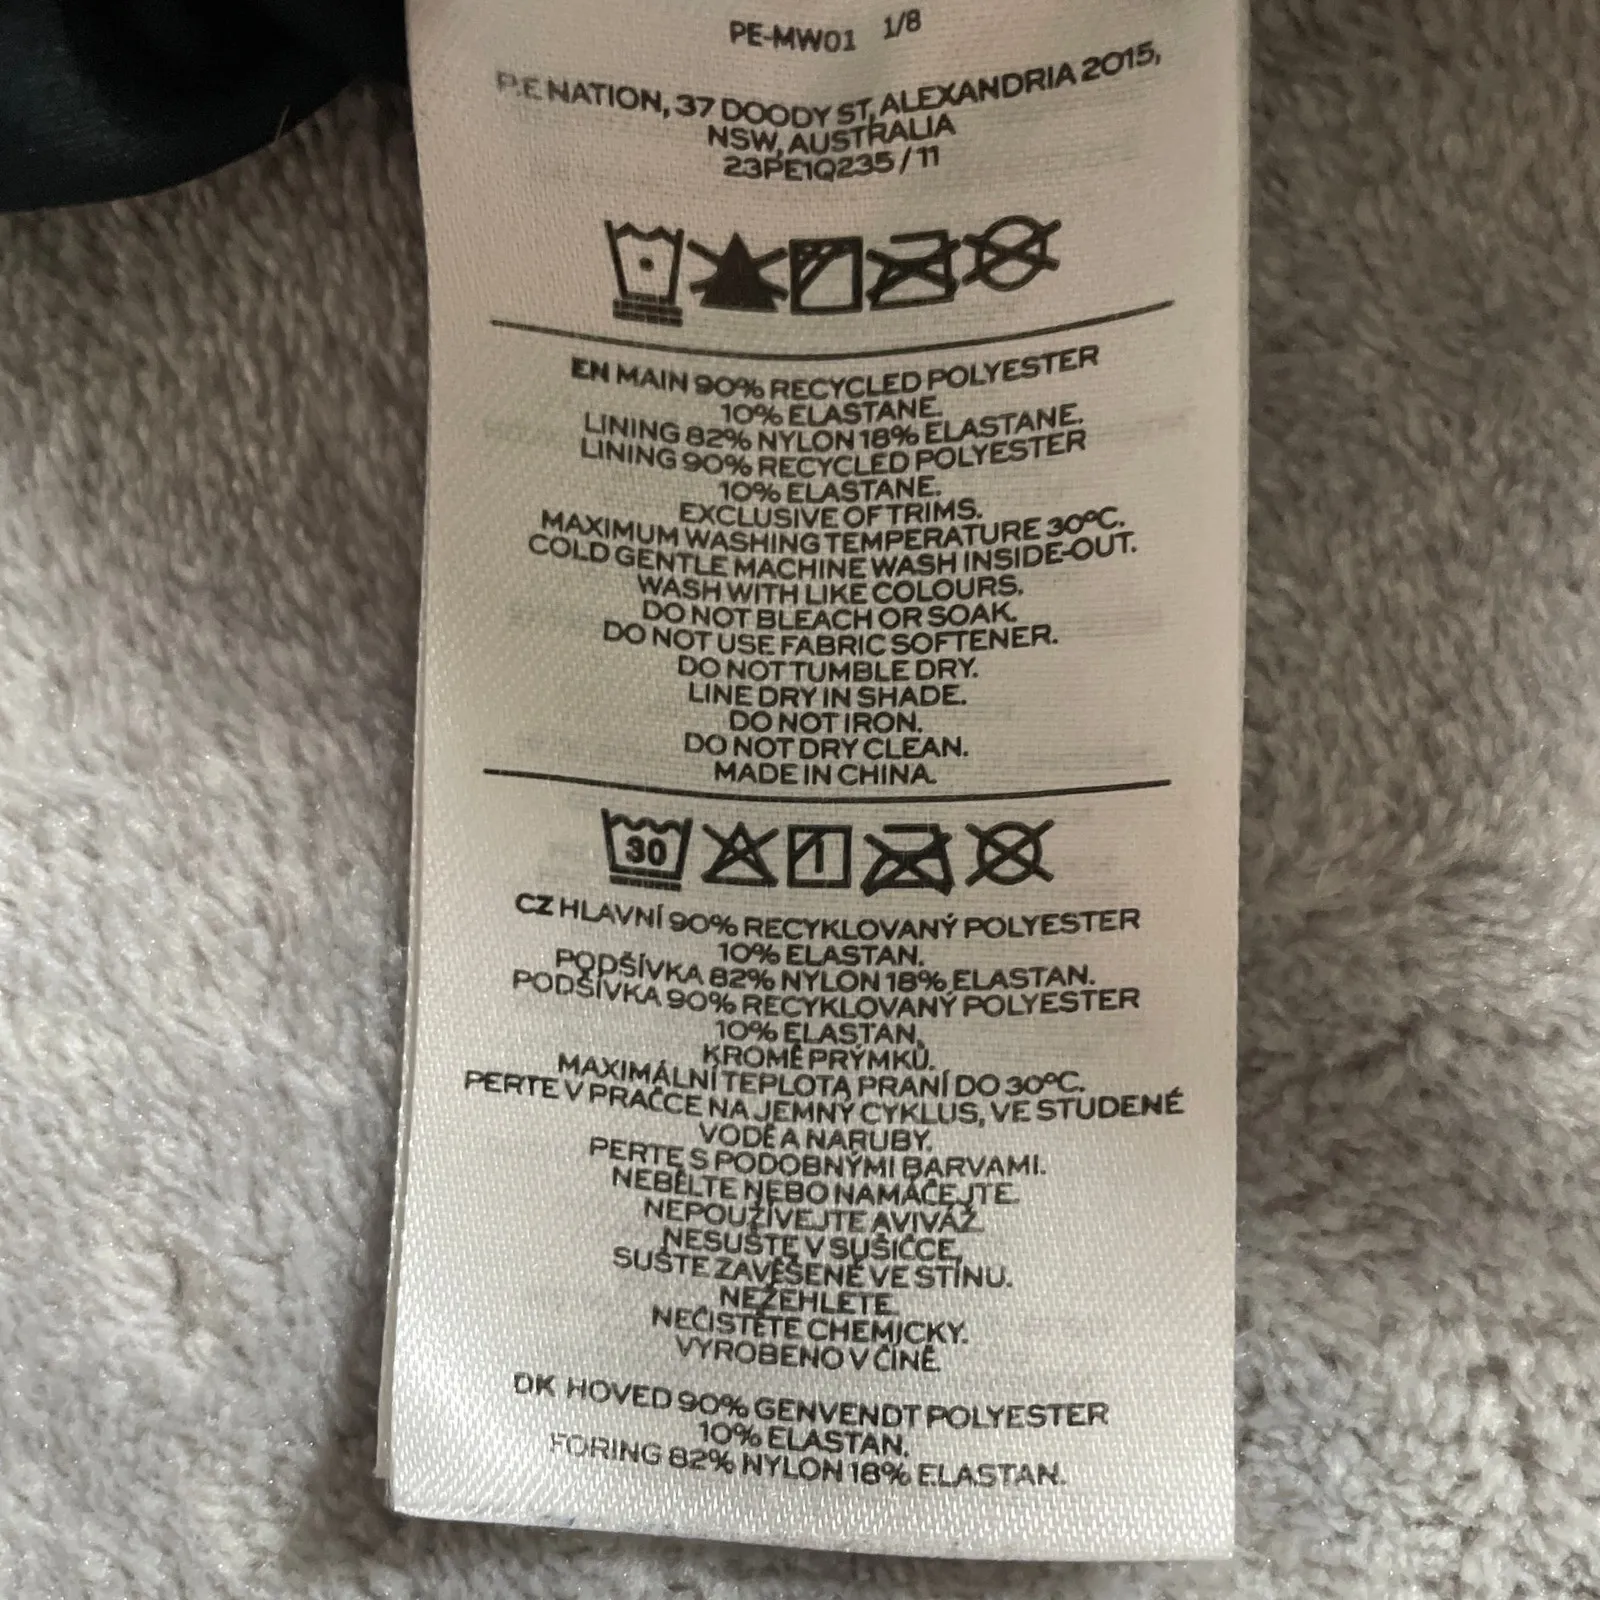 PE-MW01 1/8
P.E NATION, 37 DOODY ST, ALEXANDRIA 2015,
NSW, AUSTRALIA
23PE1Q235 / 11
EN MAIN 90% RECYCLED POLYESTER
10% ELASTANE.
LINING 82% NYLON 18% ELASTANE.
LINING 90% RECYCLED POLYESTER
10% ELASTANE.
EXCLUSIVE OF TRIMS.
MAXIMUM WASHING TEMPERATURE 30°C.
COLD GENTLE MACHINE WASH INSIDE-OUT.
WASH WITH LIKE COLOURS.
DO NOT BLEACH OR SOAK.
DO NOT USE FABRIC SOFTENER.
DO NOT TUMBLE DRY.
LINE DRY IN SHADE.
DO NOT IRON.
DO NOT DRY CLEAN.
MADE IN CHINA.
30
CZ HLAVNÍ 90% RECYKLOVANÝ POLYESTER
10% ELASTAN.
PODŠÍVKA 82% NYLON 18% ELASTAN.
PODŠÍVKA 90% RECYKLOVANÝ POLYESTER
10% ELASTAN.
KROMĚ PRÝMKŮ.
MAXIMÁLNÍ TEPLOTA PRANÍ DO 30°C.
PERTE V PRAČCE NA JEMNÝ CYKLUS, VE STUDENÉ
VODĚ A NARUBY.
PERTE S PODOBNÝMI BARVAMI.
NEBĚLTE NEBO NAMÁČEJTE.
NEPOUŽÍVEJTE AVIVÁŽ.
NESUŠTE V SUŠIČCE.
SUŠTE ZAVĚŠENÉ VE STÍNU.
NEŽEHLETE.
NEČISTĚTE CHEMICKY.
VYROBENO V ČÍNĚ.
DK HOVED 90% GENVENDT POLYESTER
10% ELASTAN.
FORING 82% NYLON 18% ELASTAN.